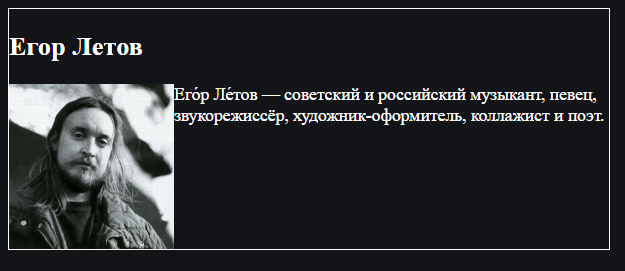 Егор Летов
Его́р Ле́тов — советский и российский музыкант, певец,
звукорежиссёр, художник-оформитель, коллажист и поэт.